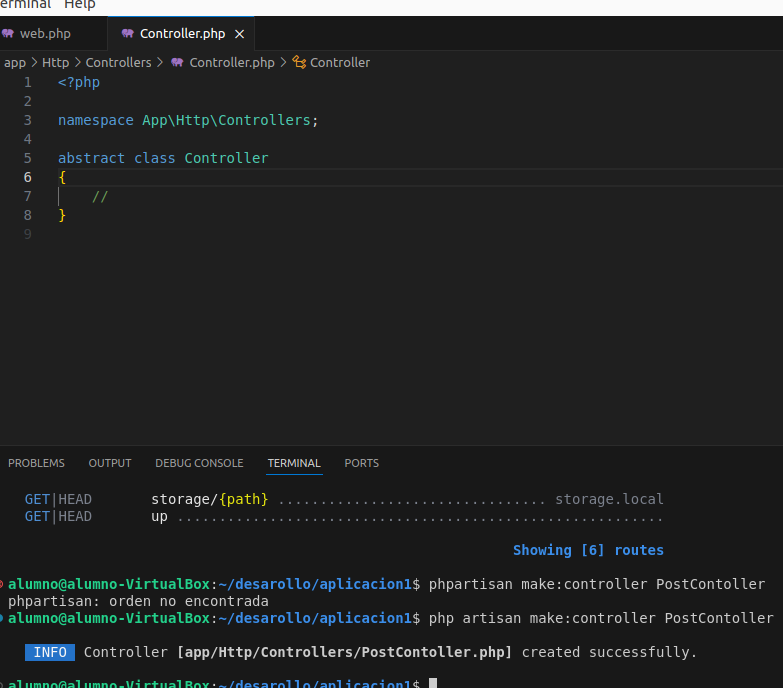 erminal Help
web.php Controller.php ×
app > Http > Controllers > Controller.php > Controller
1 <?php
2
3 namespace App\Http\Controllers;
4
5 abstract class Controller
6 {
7 //
8 }
9
PROBLEMS OUTPUT DEBUG CONSOLE TERMINAL PORTS
GET|HEAD storage/{path} ................................ storage.local
GET|HEAD up ..........................................................
Showing [6] routes
alumno@alumno-VirtualBox:~/desarollo/aplicacion1$ phpartisan make:controller PostContoller
phpartisan: orden no encontrada
alumno@alumno-VirtualBox:~/desarollo/aplicacion1$ php artisan make:controller PostContoller
INFO Controller [app/Http/Controllers/PostContoller.php] created successfully.
alumno@alumno-VirtualBox:~/desarollo/aplicacion1$